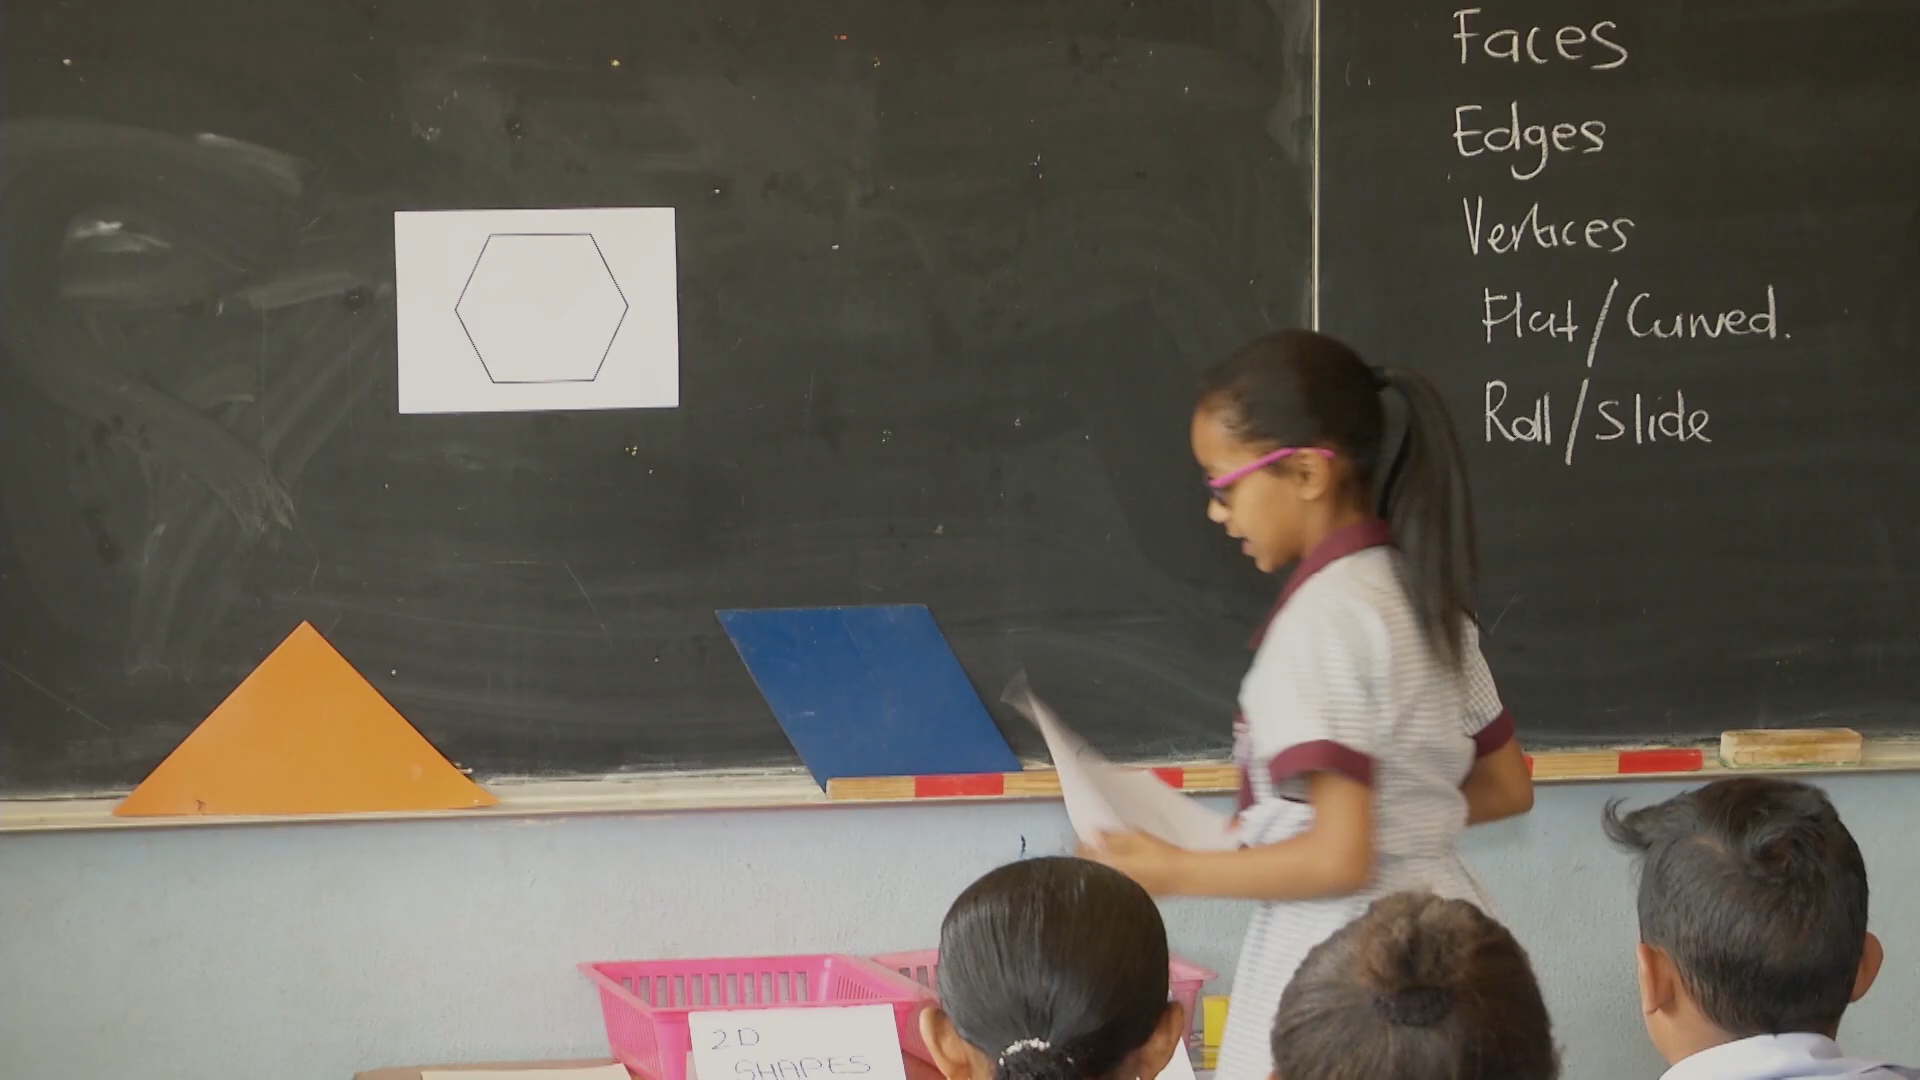 Faces
Edges
Vertices
Flat/Curved.
Roll/Slide
2D
SHAPES